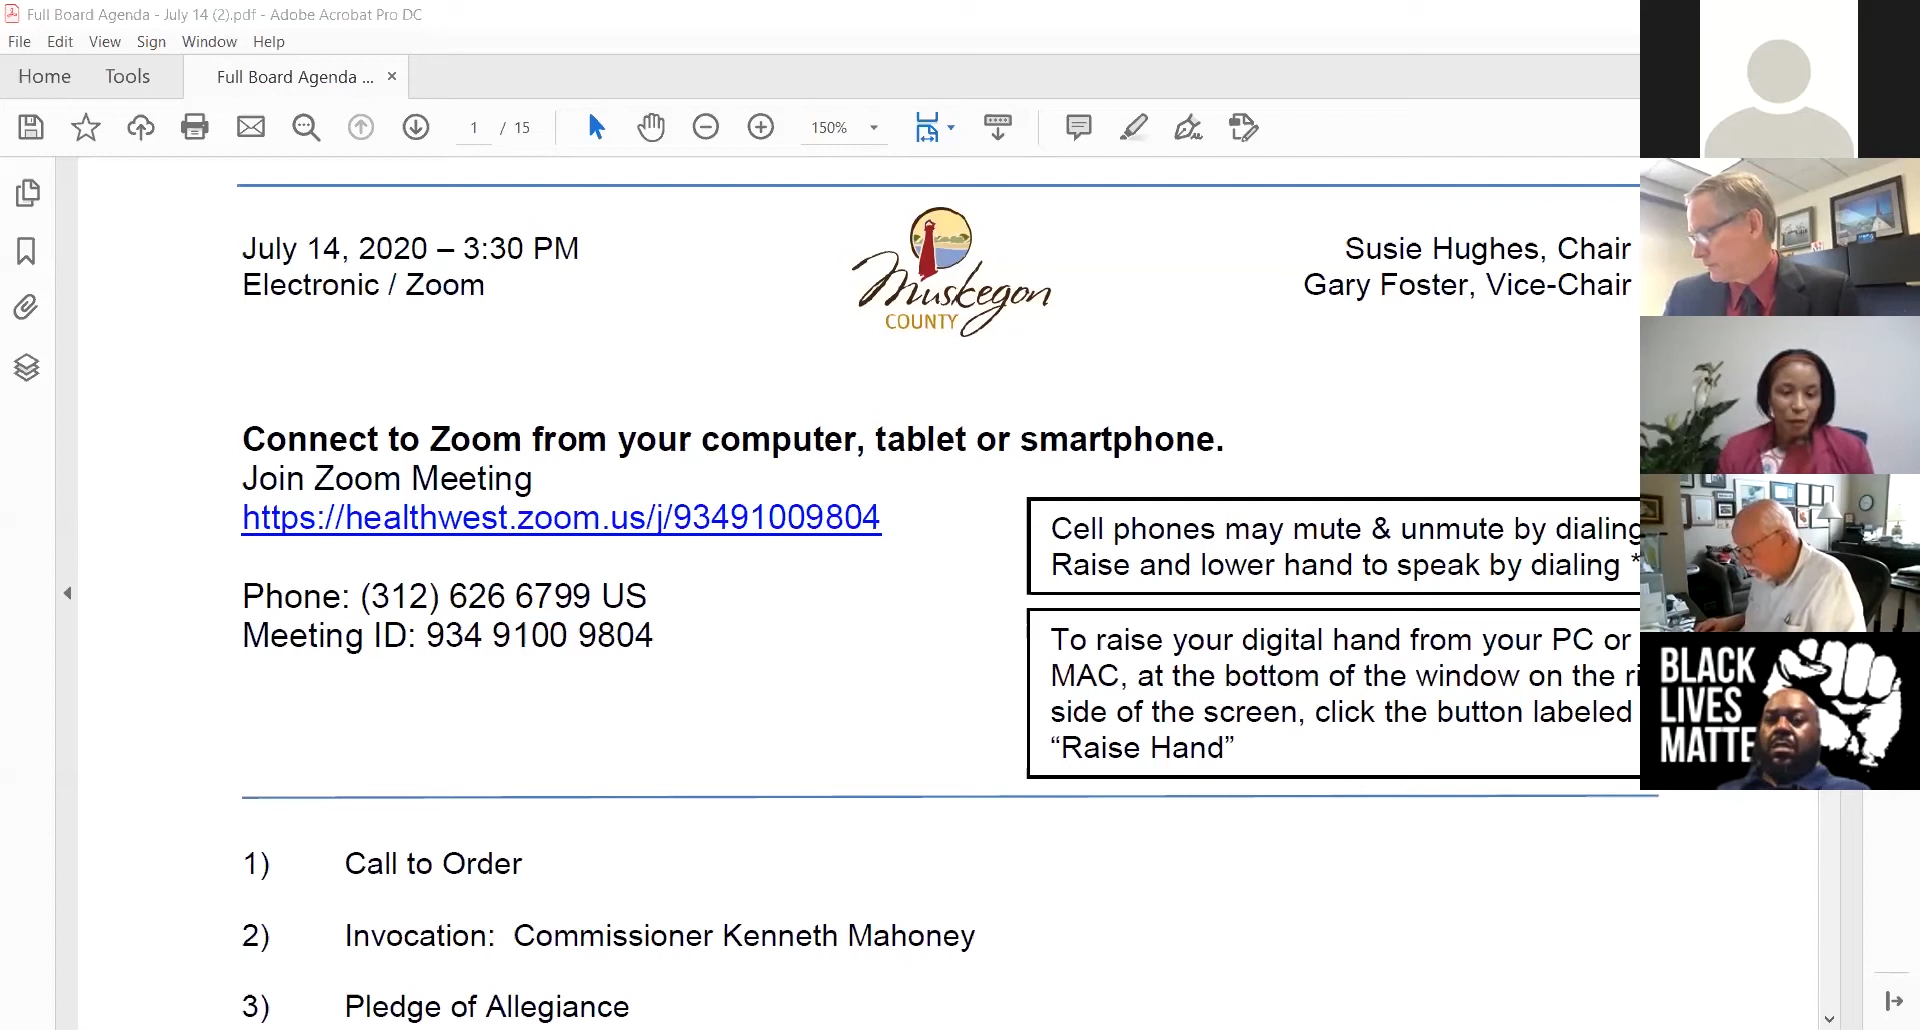 Full Board Agenda - July 14 (2).pdf - Adobe Acrobat Pro DC
File Edit View Sign Window Help
Home Tools Full Board Agenda ... ×
1 / 15 150%
July 14, 2020 – 3:30 PM
Electronic / Zoom
Muskegon
COUNTY
Susie Hughes, Chair
Gary Foster, Vice-Chair
Connect to Zoom from your computer, tablet or smartphone.
Join Zoom Meeting
https://healthwest.zoom.us/j/93491009804
Phone: (312) 626 6799 US
Meeting ID: 934 9100 9804
Cell phones may mute & unmute by dialing
Raise and lower hand to speak by dialing *
To raise your digital hand from your PC or
MAC, at the bottom of the window on the ri
side of the screen, click the button labeled
“Raise Hand”
BLACK
LIVES
MATTE
1) Call to Order
2) Invocation: Commissioner Kenneth Mahoney
3) Pledge of Allegiance